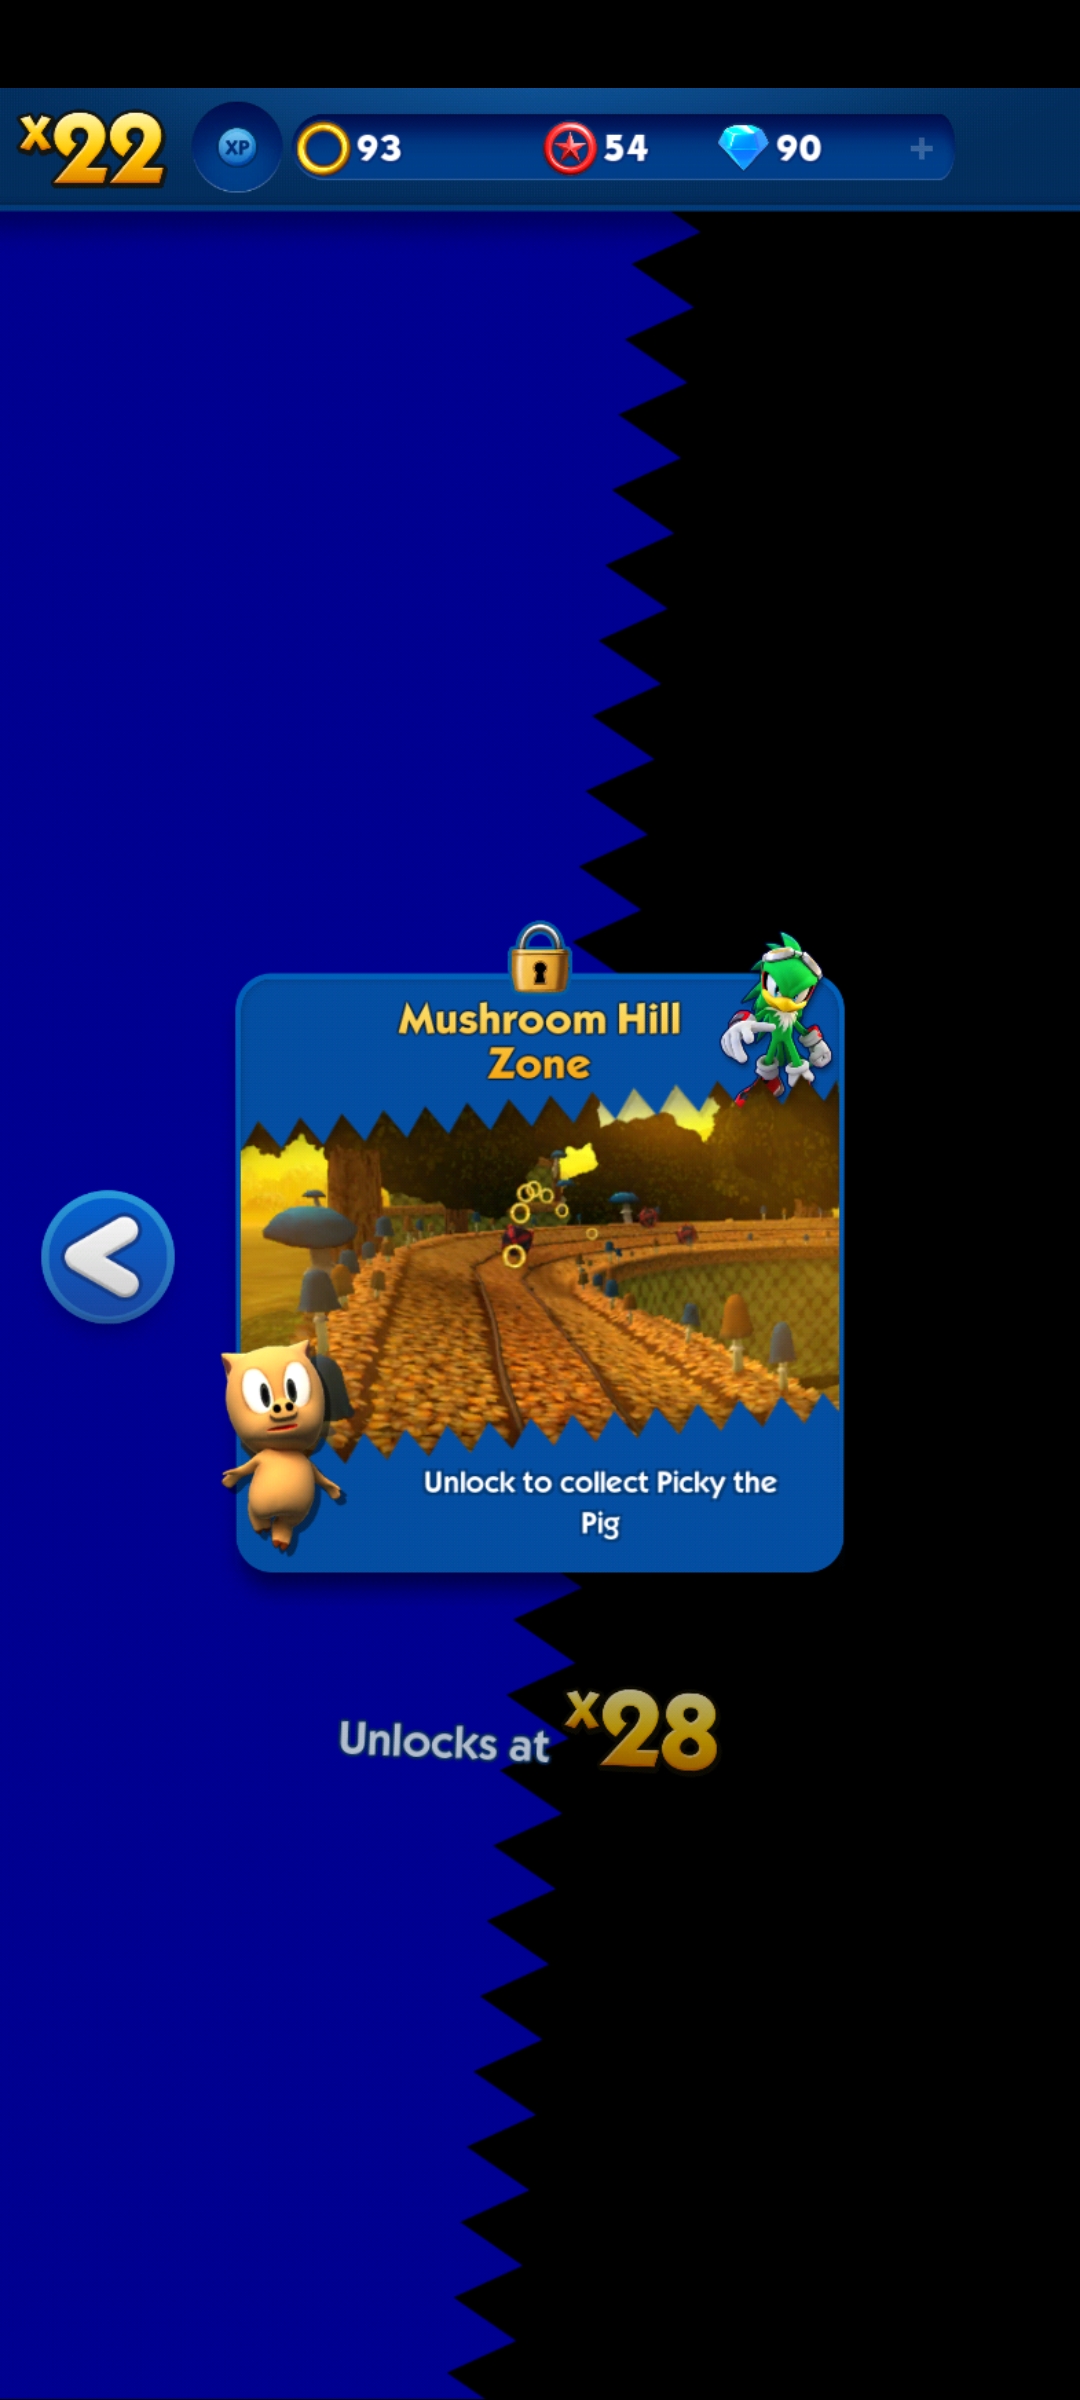 x22 XP 93 54 90 +
Mushroom Hill
Zone
Unlock to collect Picky the
Pig
Unlocks at x28